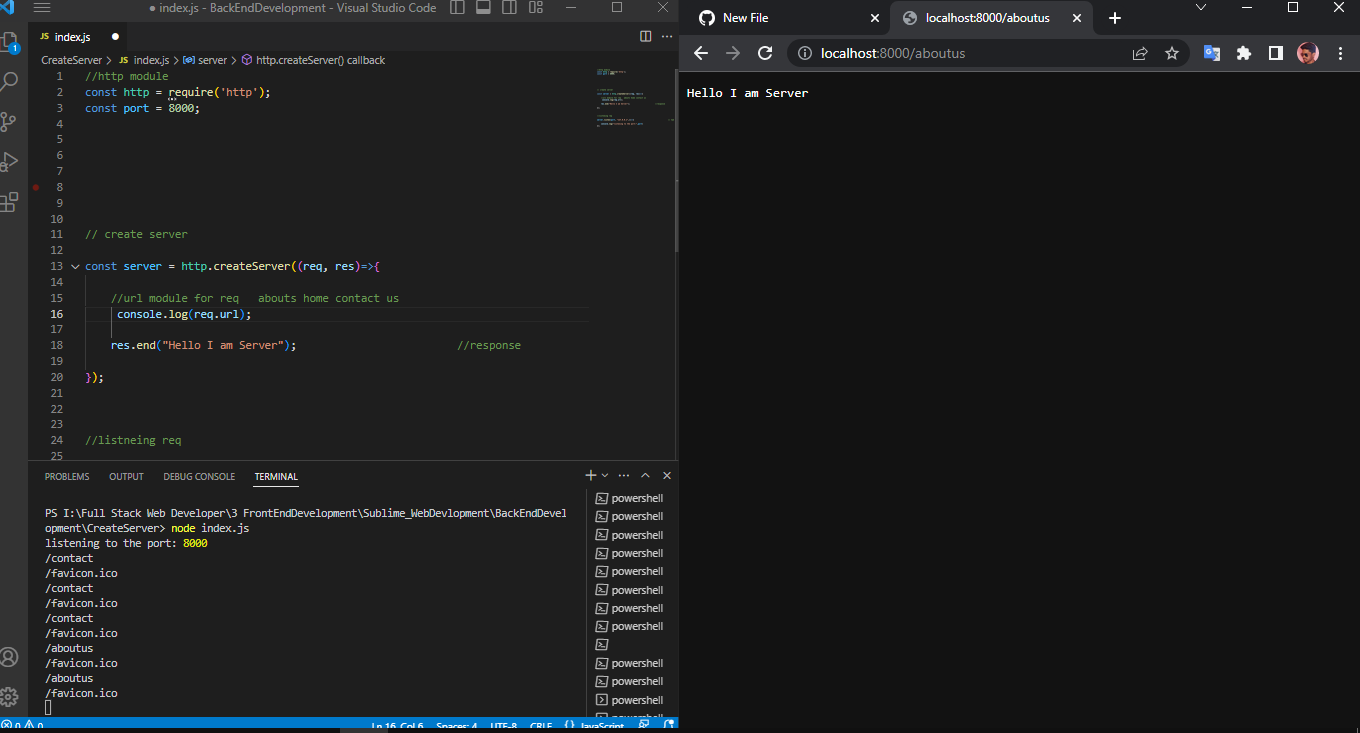 ● index.js - BackEndDevelopment - Visual Studio Code
JS index.js ●
CreateServer > JS index.js > server > http.createServer() callback
1 //http module
2 const http = require('http');
3 const port = 8000;
4
5
6
7
8
9
10
11 // create server
12
13 const server = http.createServer((req, res)=>{
14
15 //url module for req   abouts home contact us
16 console.log(req.url);
17
18 res.end("Hello I am Server"); //response
19
20 });
21
22
23
24 //listneing req
25
1
PROBLEMS OUTPUT DEBUG CONSOLE TERMINAL
PS I:\Full Stack Web Developer\3 FrontEndDevelopment\Sublime_WebDevlopment\BackEndDevel
opment\CreateServer> node index.js
listening to the port: 8000
/contact
/favicon.ico
/contact
/favicon.ico
/contact
/favicon.ico
/aboutus
/favicon.ico
/aboutus
/favicon.ico
powershell
powershell
powershell
powershell
powershell
powershell
powershell
powershell
powershell
powershell
powershell
powershell
0 0 Ln 16, Col 6 Spaces: 4 UTF-8 CRLF {} JavaScript
New File
localhost:8000/aboutus
localhost:8000/aboutus
Hello I am Server